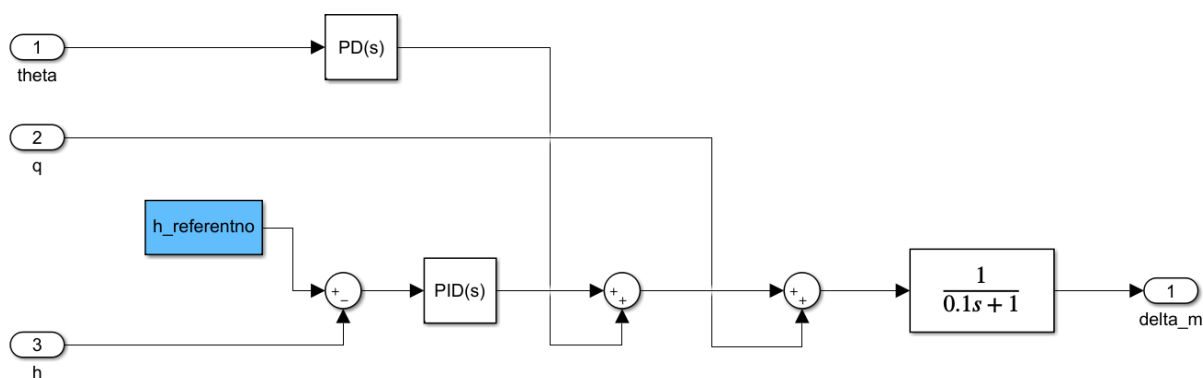 1
theta
PD(s)
2
q
h_referentno
+
−
PID(s)
+
+
+
+
1
0.1s + 1
1
delta_m
3
h